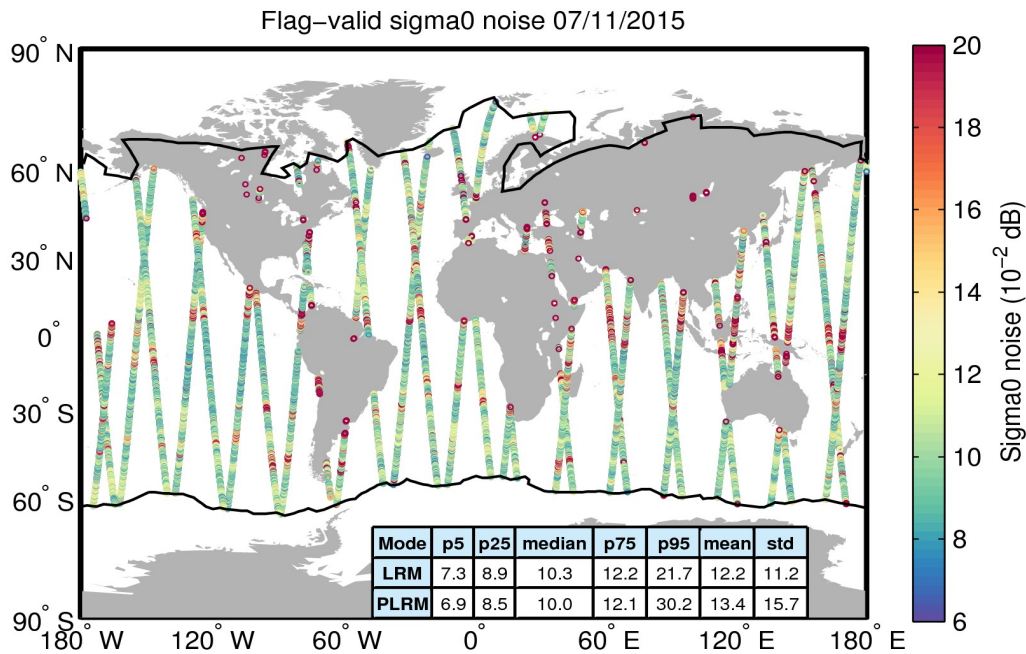 Flag−valid sigma0 noise 07/11/2015
90° N
60° N
30° N
0°
30° S
60° S
90° S
180° W
120° W
60° W
0°
60° E
120° E
180° E
Mode p5 p25 median p75 p95 mean std
LRM 7.3 8.9 10.3 12.2 21.7 12.2 11.2
PLRM 6.9 8.5 10.0 12.1 30.2 13.4 15.7
20
18
16
14
12
10
8
6
Sigma0 noise (10⁻² dB)